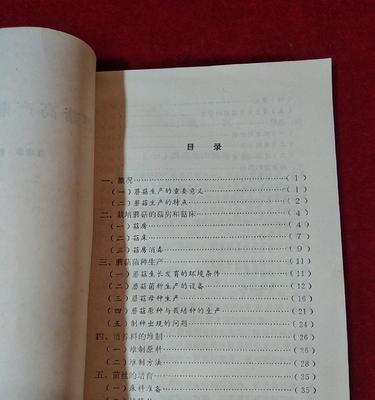 高产
目 录
一、概况……(1)
(一)蘑菇生产的重要意义……(1)
(二)蘑菇生产的特点……(2)
二、栽培蘑菇的菇房和菇床……(4)
(一)菇房……(4)
(二)菇床……(7)
(三)菇房消毒……(9)
三、蘑菇菌种生产……(11)
(一)蘑菇生长发育的环境条件……(11)
(二)蘑菇菌种生产的设备……(12)
(三)蘑菇母种生产……(16)
(四)蘑菇原种与栽培种的生产……(21)
(五)制种出现的问题……(24)
四、培养料的堆制……(26)
(一)堆制原料……(26)
(二)堆制方法……(28)
五、菌丝的培育……(35)
(一)床料准备……(35)